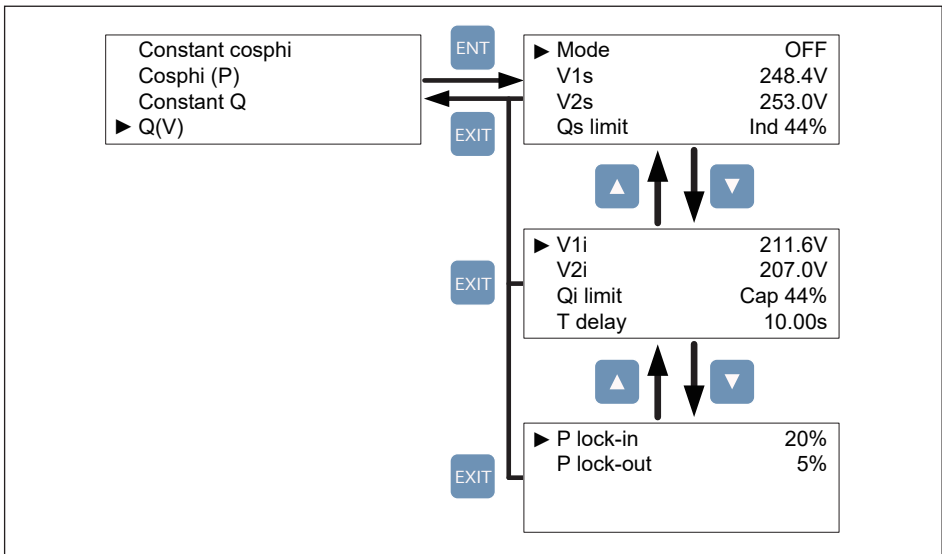 Constant cosphi
Cosphi (P)
Constant Q
► Q(V)
ENT
EXIT
► Mode OFF
V1s 248.4V
V2s 253.0V
Qs limit Ind 44%
▲ ▼
EXIT
► V1i 211.6V
V2i 207.0V
Qi limit Cap 44%
T delay 10.00s
▲ ▼
EXIT
► P lock-in 20%
P lock-out 5%